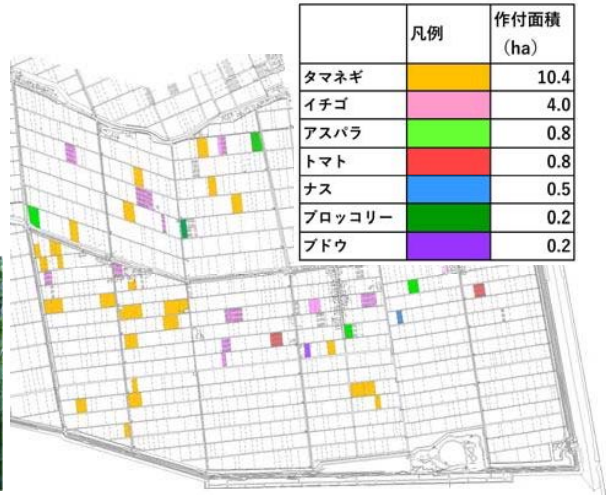 凡例 作付面積
（ha）
タマネギ 10.4
イチゴ 4.0
アスパラ 0.8
トマト 0.8
ナス 0.5
ブロッコリー 0.2
ブドウ 0.2